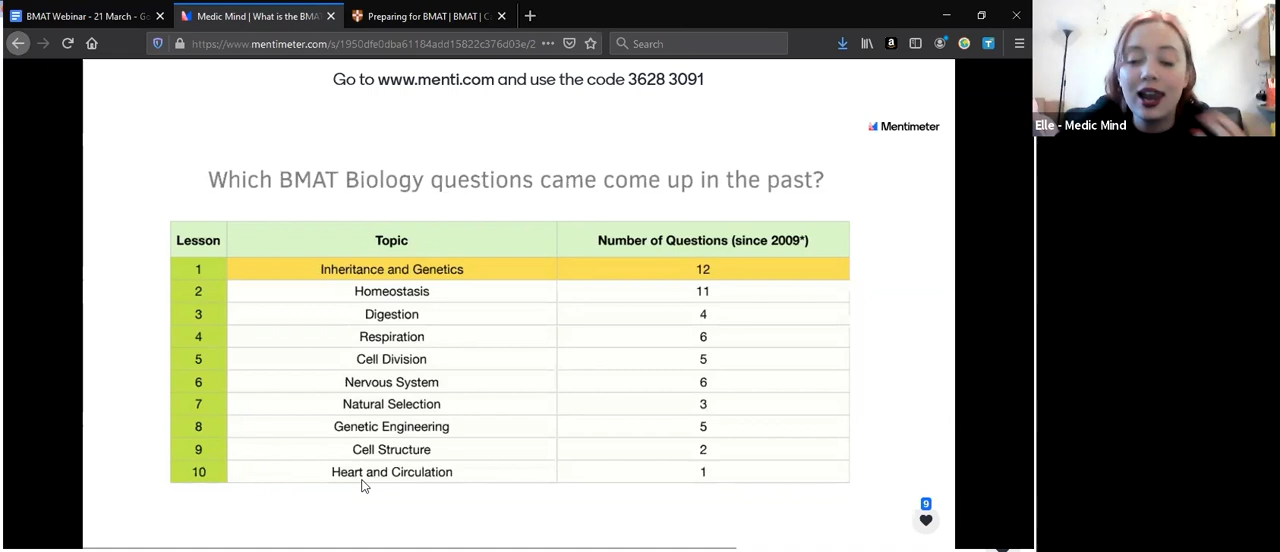 BMAT Webinar - 21 March - Go
Medic Mind | What is the BMA
Preparing for BMAT | BMAT | C
https://www.mentimeter.com/s/1950dfe0dba61184add15822c376d03e/2
Search
Go to www.menti.com and use the code 3628 3091
Mentimeter
Elle - Medic Mind
Which BMAT Biology questions came come up in the past?
Lesson Topic Number of Questions (since 2009*)
1 Inheritance and Genetics 12
2 Homeostasis 11
3 Digestion 4
4 Respiration 6
5 Cell Division 5
6 Nervous System 6
7 Natural Selection 3
8 Genetic Engineering 5
9 Cell Structure 2
10 Heart and Circulation 1
9